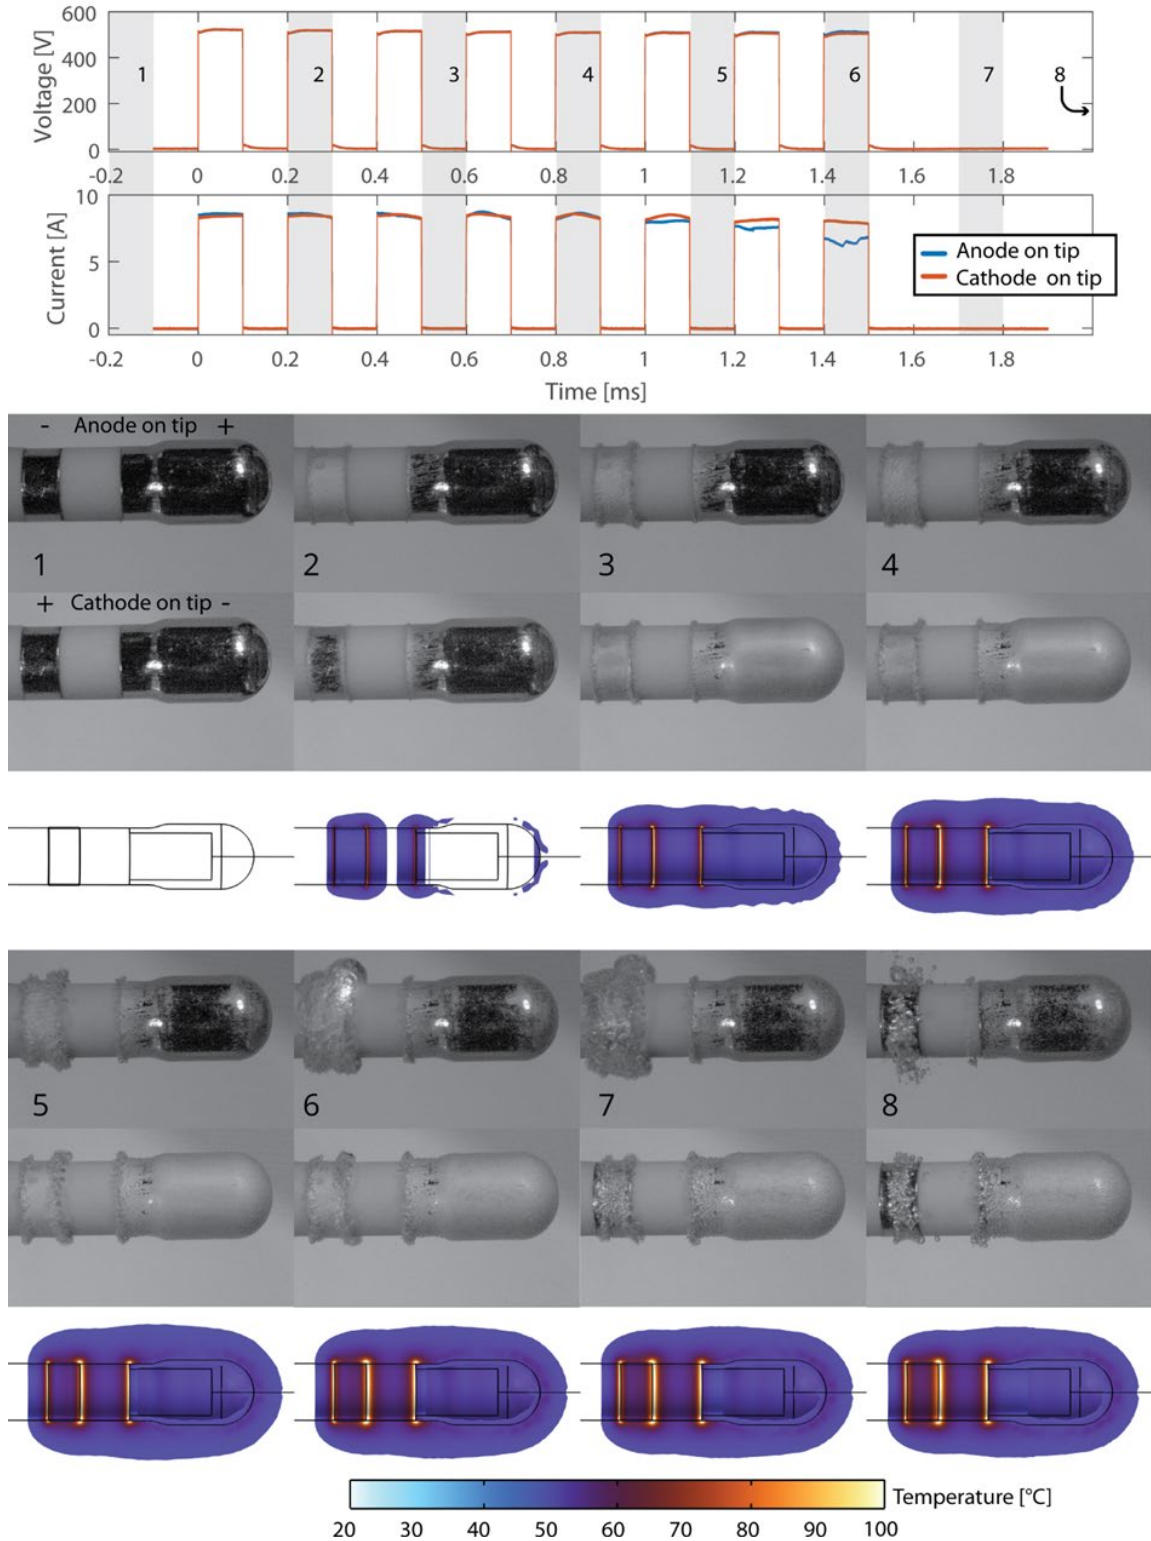 600
400
200
0
Voltage [V]
1 2 3 4 5 6 7 8
-0.2 0 0.2 0.4 0.6 0.8 1 1.2 1.4 1.6 1.8
10
5
0
Current [A]
Anode on tip
Cathode on tip
-0.2 0 0.2 0.4 0.6 0.8 1 1.2 1.4 1.6 1.8
Time [ms]
- Anode on tip +
1 2 3 4
+ Cathode on tip -
5 6 7 8
Temperature [°C]
20 30 40 50 60 70 80 90 100